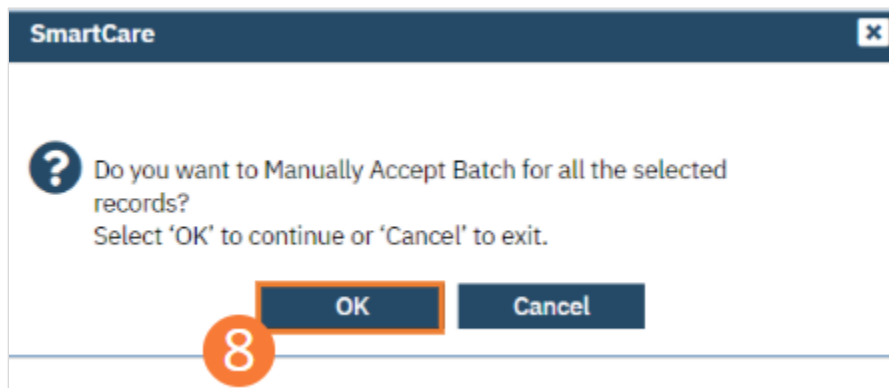 SmartCare
Do you want to Manually Accept Batch for all the selected
records?
Select ‘OK’ to continue or ‘Cancel’ to exit.
OK Cancel
8